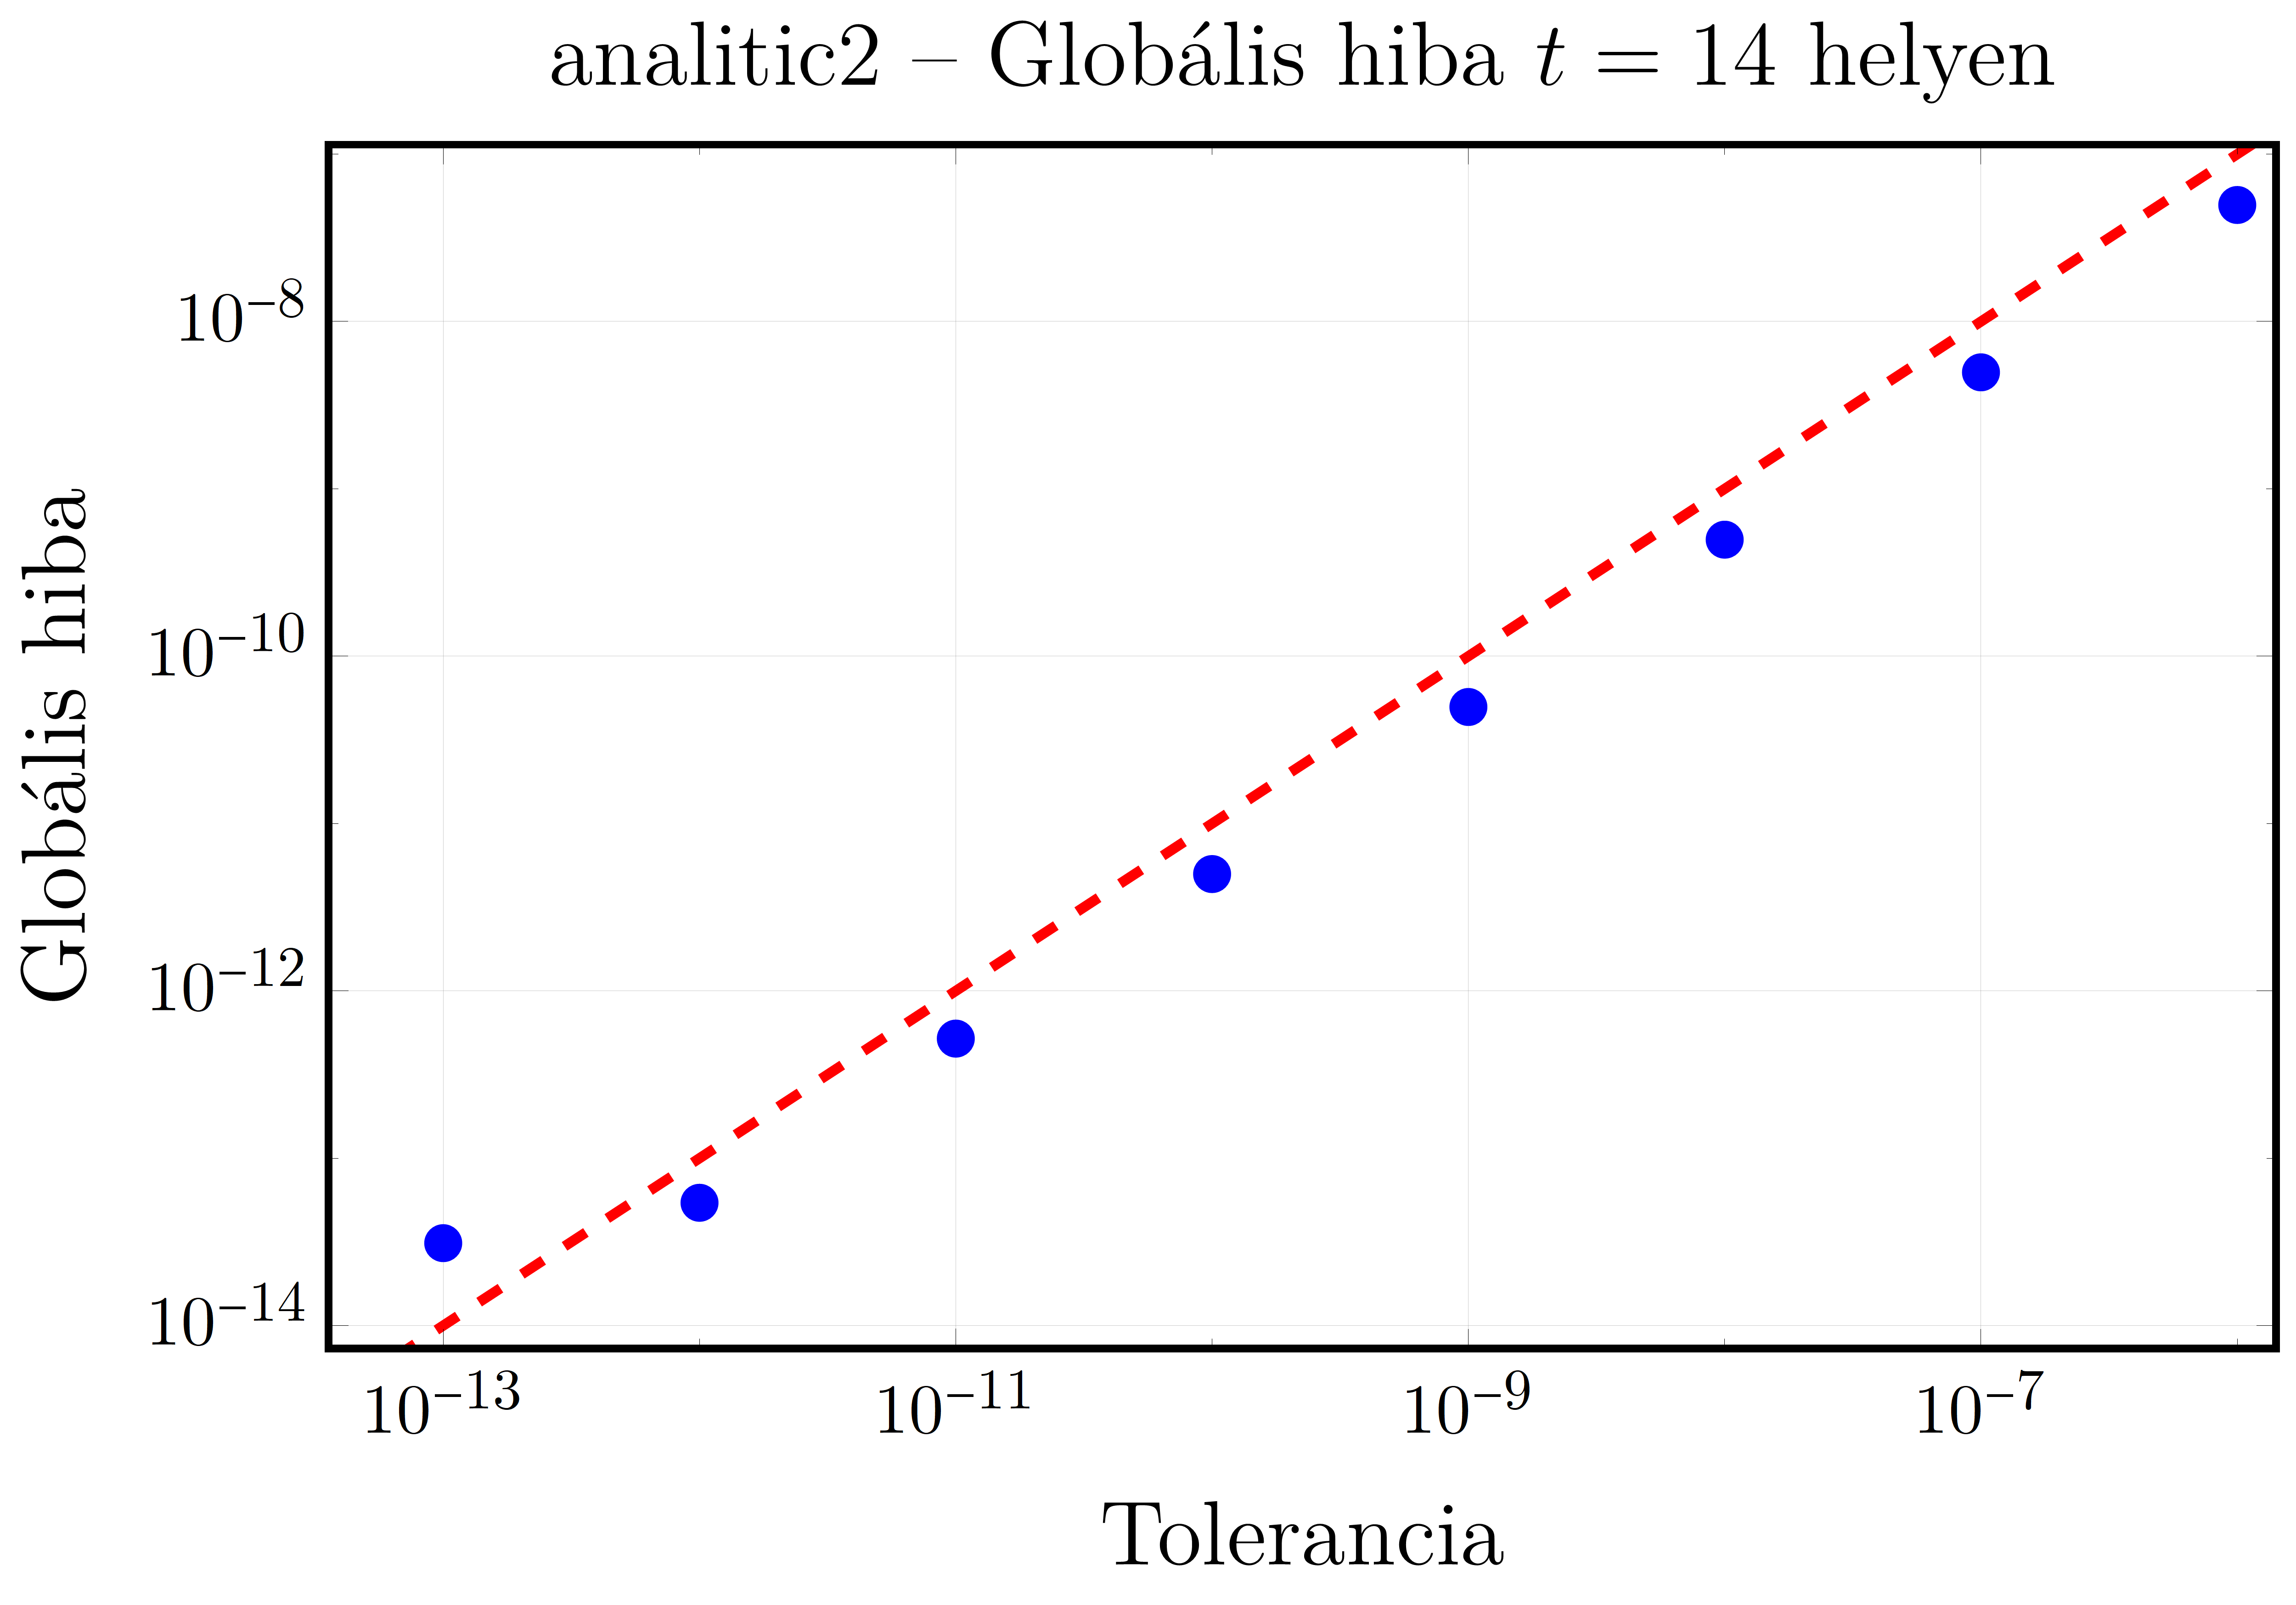 analitic2 – Globális hiba t = 14 helyen
Globális hiba
10⁻⁸
10⁻¹⁰
10⁻¹²
10⁻¹⁴
10⁻¹³ 10⁻¹¹ 10⁻⁹ 10⁻⁷
Tolerancia